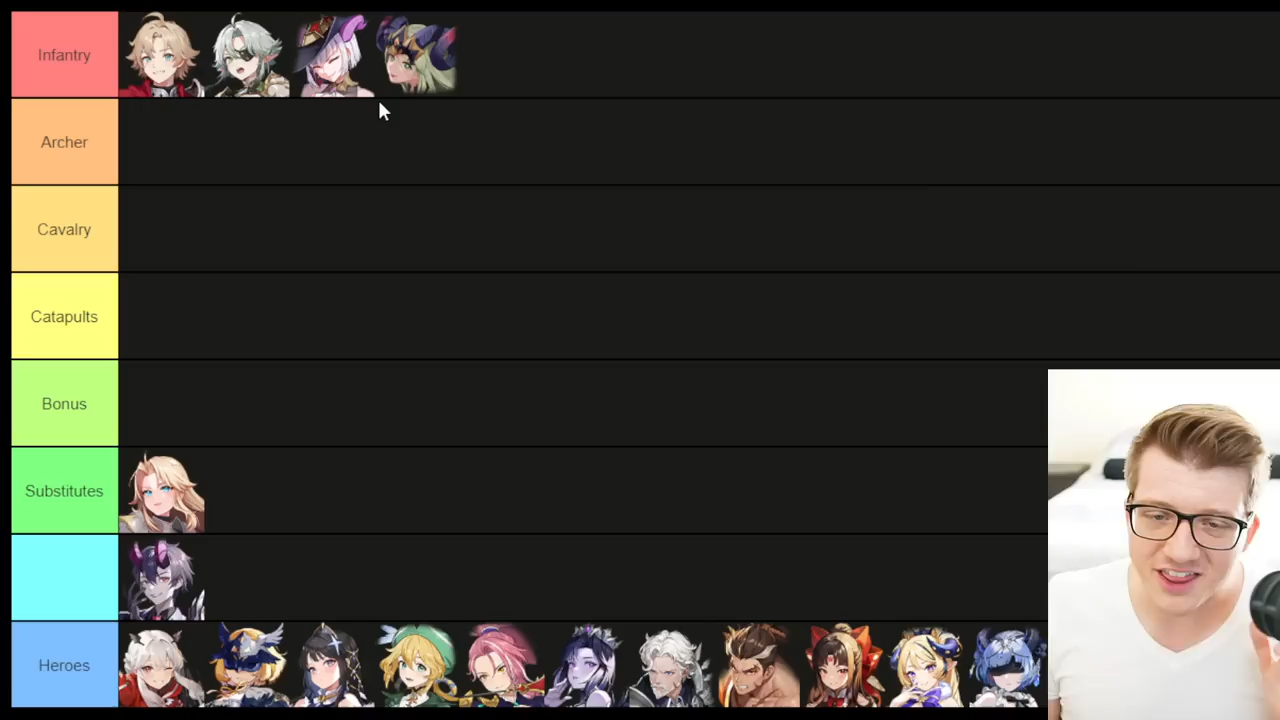 Infantry
Archer
Cavalry
Catapults
Bonus
Substitutes
Heroes